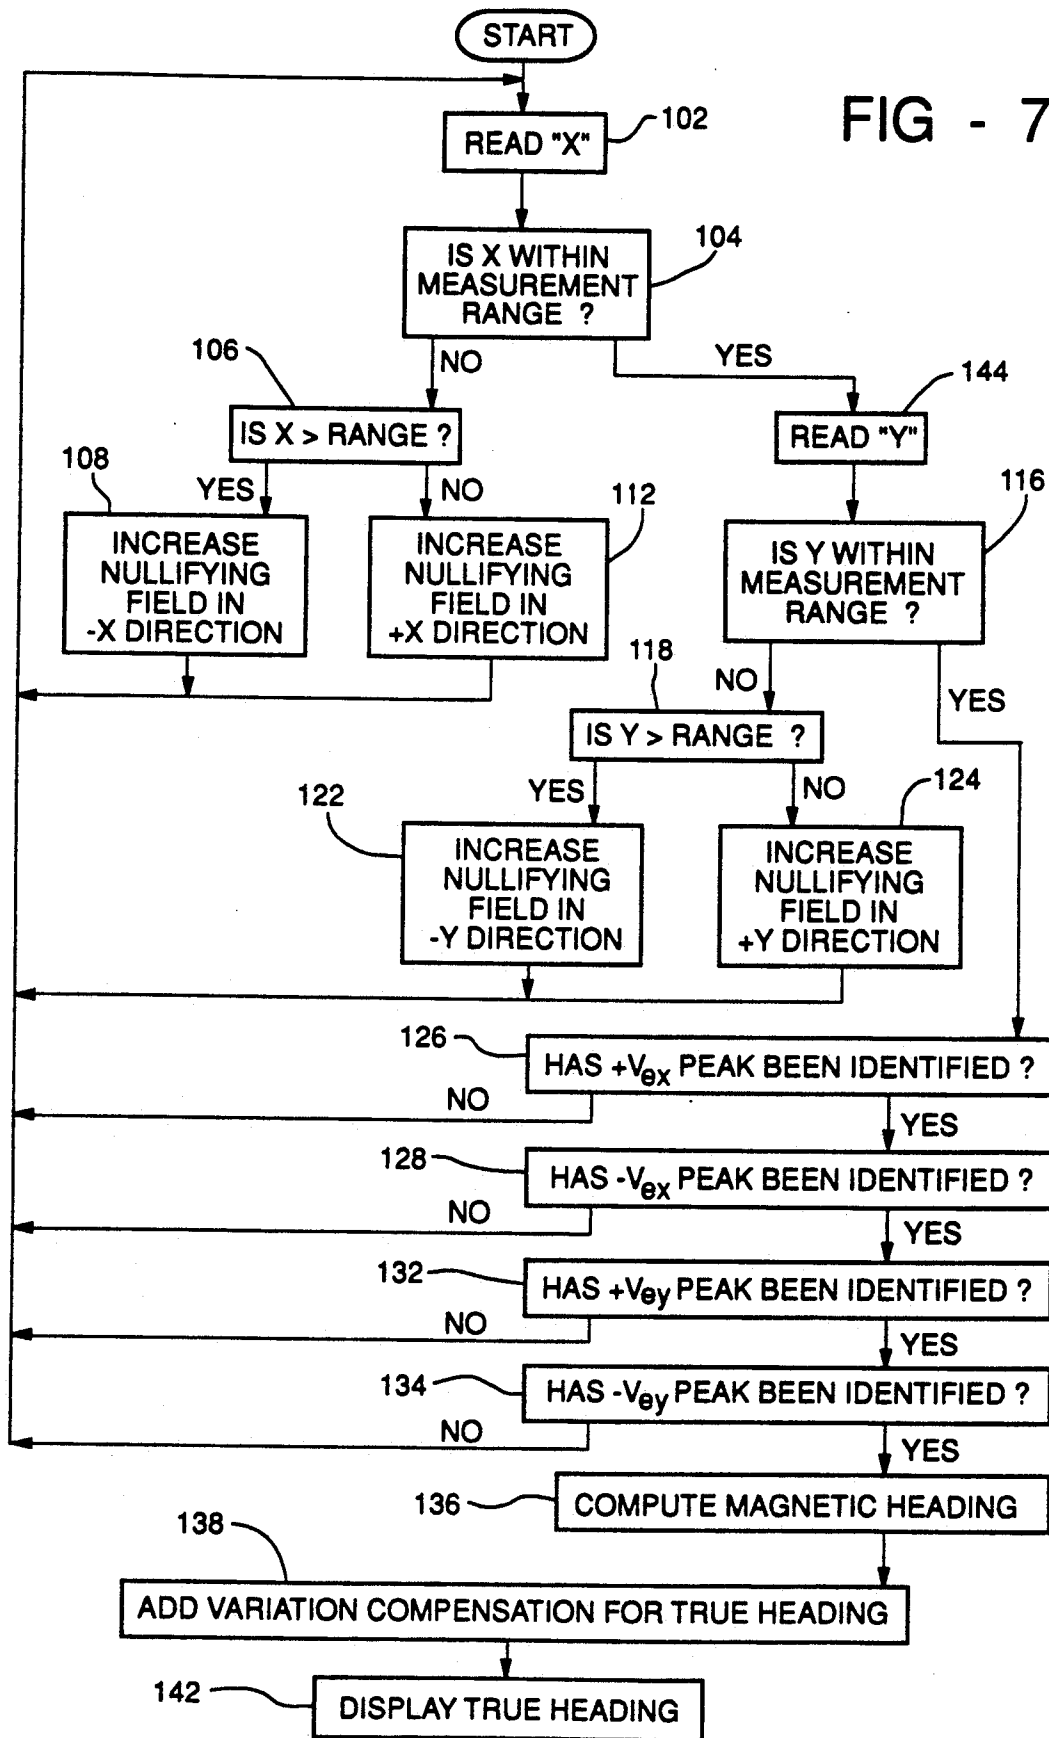 START
FIG - 7
READ "X"
102
IS X WITHIN
MEASUREMENT
RANGE ?
104
NO
YES
106
IS X > RANGE ?
144
READ "Y"
108
YES
NO
112
116
INCREASE
NULLIFYING
FIELD IN
-X DIRECTION
INCREASE
NULLIFYING
FIELD IN
+X DIRECTION
IS Y WITHIN
MEASUREMENT
RANGE ?
118
NO
YES
IS Y > RANGE ?
122
YES
NO
124
INCREASE
NULLIFYING
FIELD IN
-Y DIRECTION
INCREASE
NULLIFYING
FIELD IN
+Y DIRECTION
126
HAS +Vex PEAK BEEN IDENTIFIED ?
NO
YES
128
HAS -Vex PEAK BEEN IDENTIFIED ?
NO
YES
132
HAS +Vey PEAK BEEN IDENTIFIED ?
NO
YES
134
HAS -Vey PEAK BEEN IDENTIFIED ?
NO
YES
136
COMPUTE MAGNETIC HEADING
138
ADD VARIATION COMPENSATION FOR TRUE HEADING
142
DISPLAY TRUE HEADING